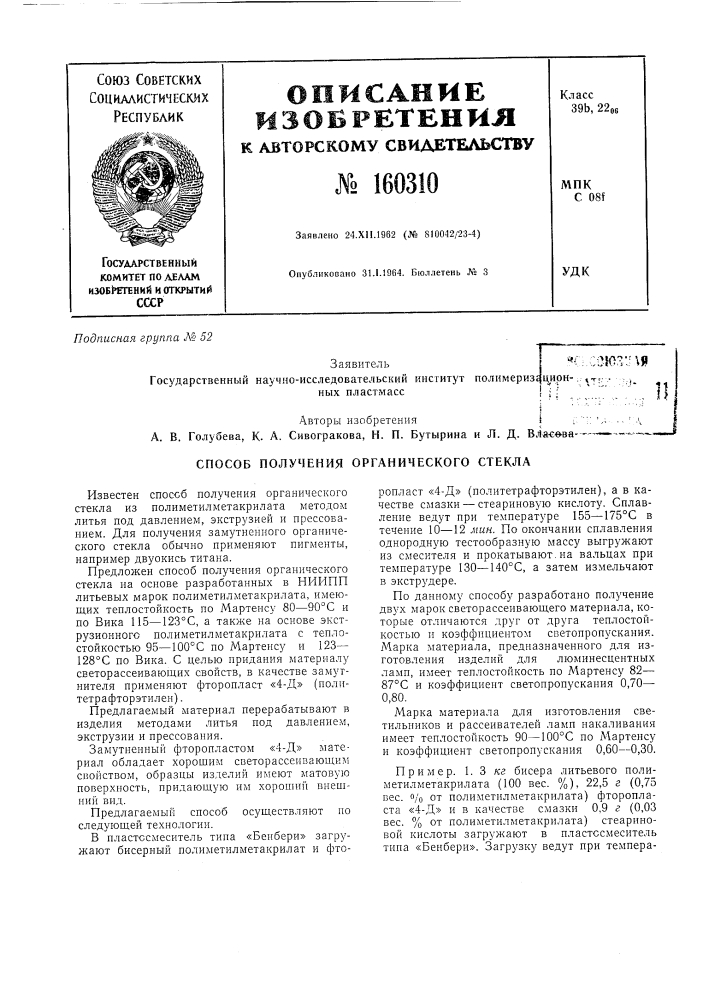 Союз Советских
Социалистических
Республик
Государственный
комитет по делам
изобретений и открытий
СССР
ОПИСАНИЕ
ИЗОБРЕТЕНИЯ
К АВТОРСКОМУ СВИДЕТЕЛЬСТВУ
№ 160310
Заявлено 24.XII.1962 (№ 810042/23-4)
Опубликовано 31.I.1964. Бюллетень № 3
Класс
39b, 22₀₆
МПК
C 08f
УДК
Подписная группа № 52
Заявитель
Государственный научно-исследовательский институт полимеризацион-
ных пластмасс
Авторы изобретения
А. В. Голубева, К. А. Сивогракова, Н. П. Бутырина и Л. Д. Власова
СПОСОБ ПОЛУЧЕНИЯ ОРГАНИЧЕСКОГО СТЕКЛА
Известен способ получения органического
стекла из полиметилметакрилата методом
литья под давлением, экструзией и прессова-
нием. Для получения замутненного органиче-
ского стекла обычно применяют пигменты,
например двуокись титана.
Предложен способ получения органического
стекла на основе разработанных в НИИПП
литьевых марок полиметилметакрилата, имею-
щих теплостойкость по Мартенсу 80—90°С и
по Вика 115—123°С, а также на основе экст-
рузионного полиметилметакрилата с тепло-
стойкостью 95—100°С по Мартенсу и 123—
128°С по Вика. С целью придания материалу
светорассеивающих свойств, в качестве замут-
нителя применяют фторопласт «4-Д» (поли-
тетрафторэтилен).
Предлагаемый материал перерабатывают в
изделия методами литья под давлением,
экструзии и прессования.
Замутненный фторопластом «4-Д» мате-
риал обладает хорошим светорассеивающим
свойством, образцы изделий имеют матовую
поверхность, придающую им хороший внеш-
ний вид.
Предлагаемый способ осуществляют по
следующей технологии.
В пластосмеситель типа «Бенбери» загру-
жают бисерный полиметилметакрилат и фто-
ропласт «4-Д» (политетрафторэтилен), а в ка-
честве смазки — стеариновую кислоту. Сплав-
ление ведут при температуре 155—175°С в
течение 10—12 мин. По окончании сплавления
однородную тестообразную массу выгружают
из смесителя и прокатывают на вальцах при
температуре 130—140°С, а затем измельчают
в экструдере.
По данному способу разработано получение
двух марок светорассеивающего материала, ко-
торые отличаются друг от друга теплостой-
костью и коэффициентом светопропускания.
Марка материала, предназначенного для из-
готовления изделий для люминесцентных
ламп, имеет теплостойкость по Мартенсу 82—
87°С и коэффициент светопропускания 0,70—
0,80.
Марка материала для изготовления све-
тильников и рассеивателей ламп накаливания
имеет теплостойкость 90—100°С по Мартенсу
и коэффициент светопропускания 0,60—0,30.
Пример. 1. 3 кг бисера литьевого поли-
метилметакрилата (100 вес. %), 22,5 г (0,75
вес. % от полиметилметакрилата) фторопла-
ста «4-Д» и в качестве смазки 0,9 г (0,03
вес. % от полиметилметакрилата) стеарино-
вой кислоты загружают в пластосмеситель
типа «Бенбери». Загрузку ведут при темпера-